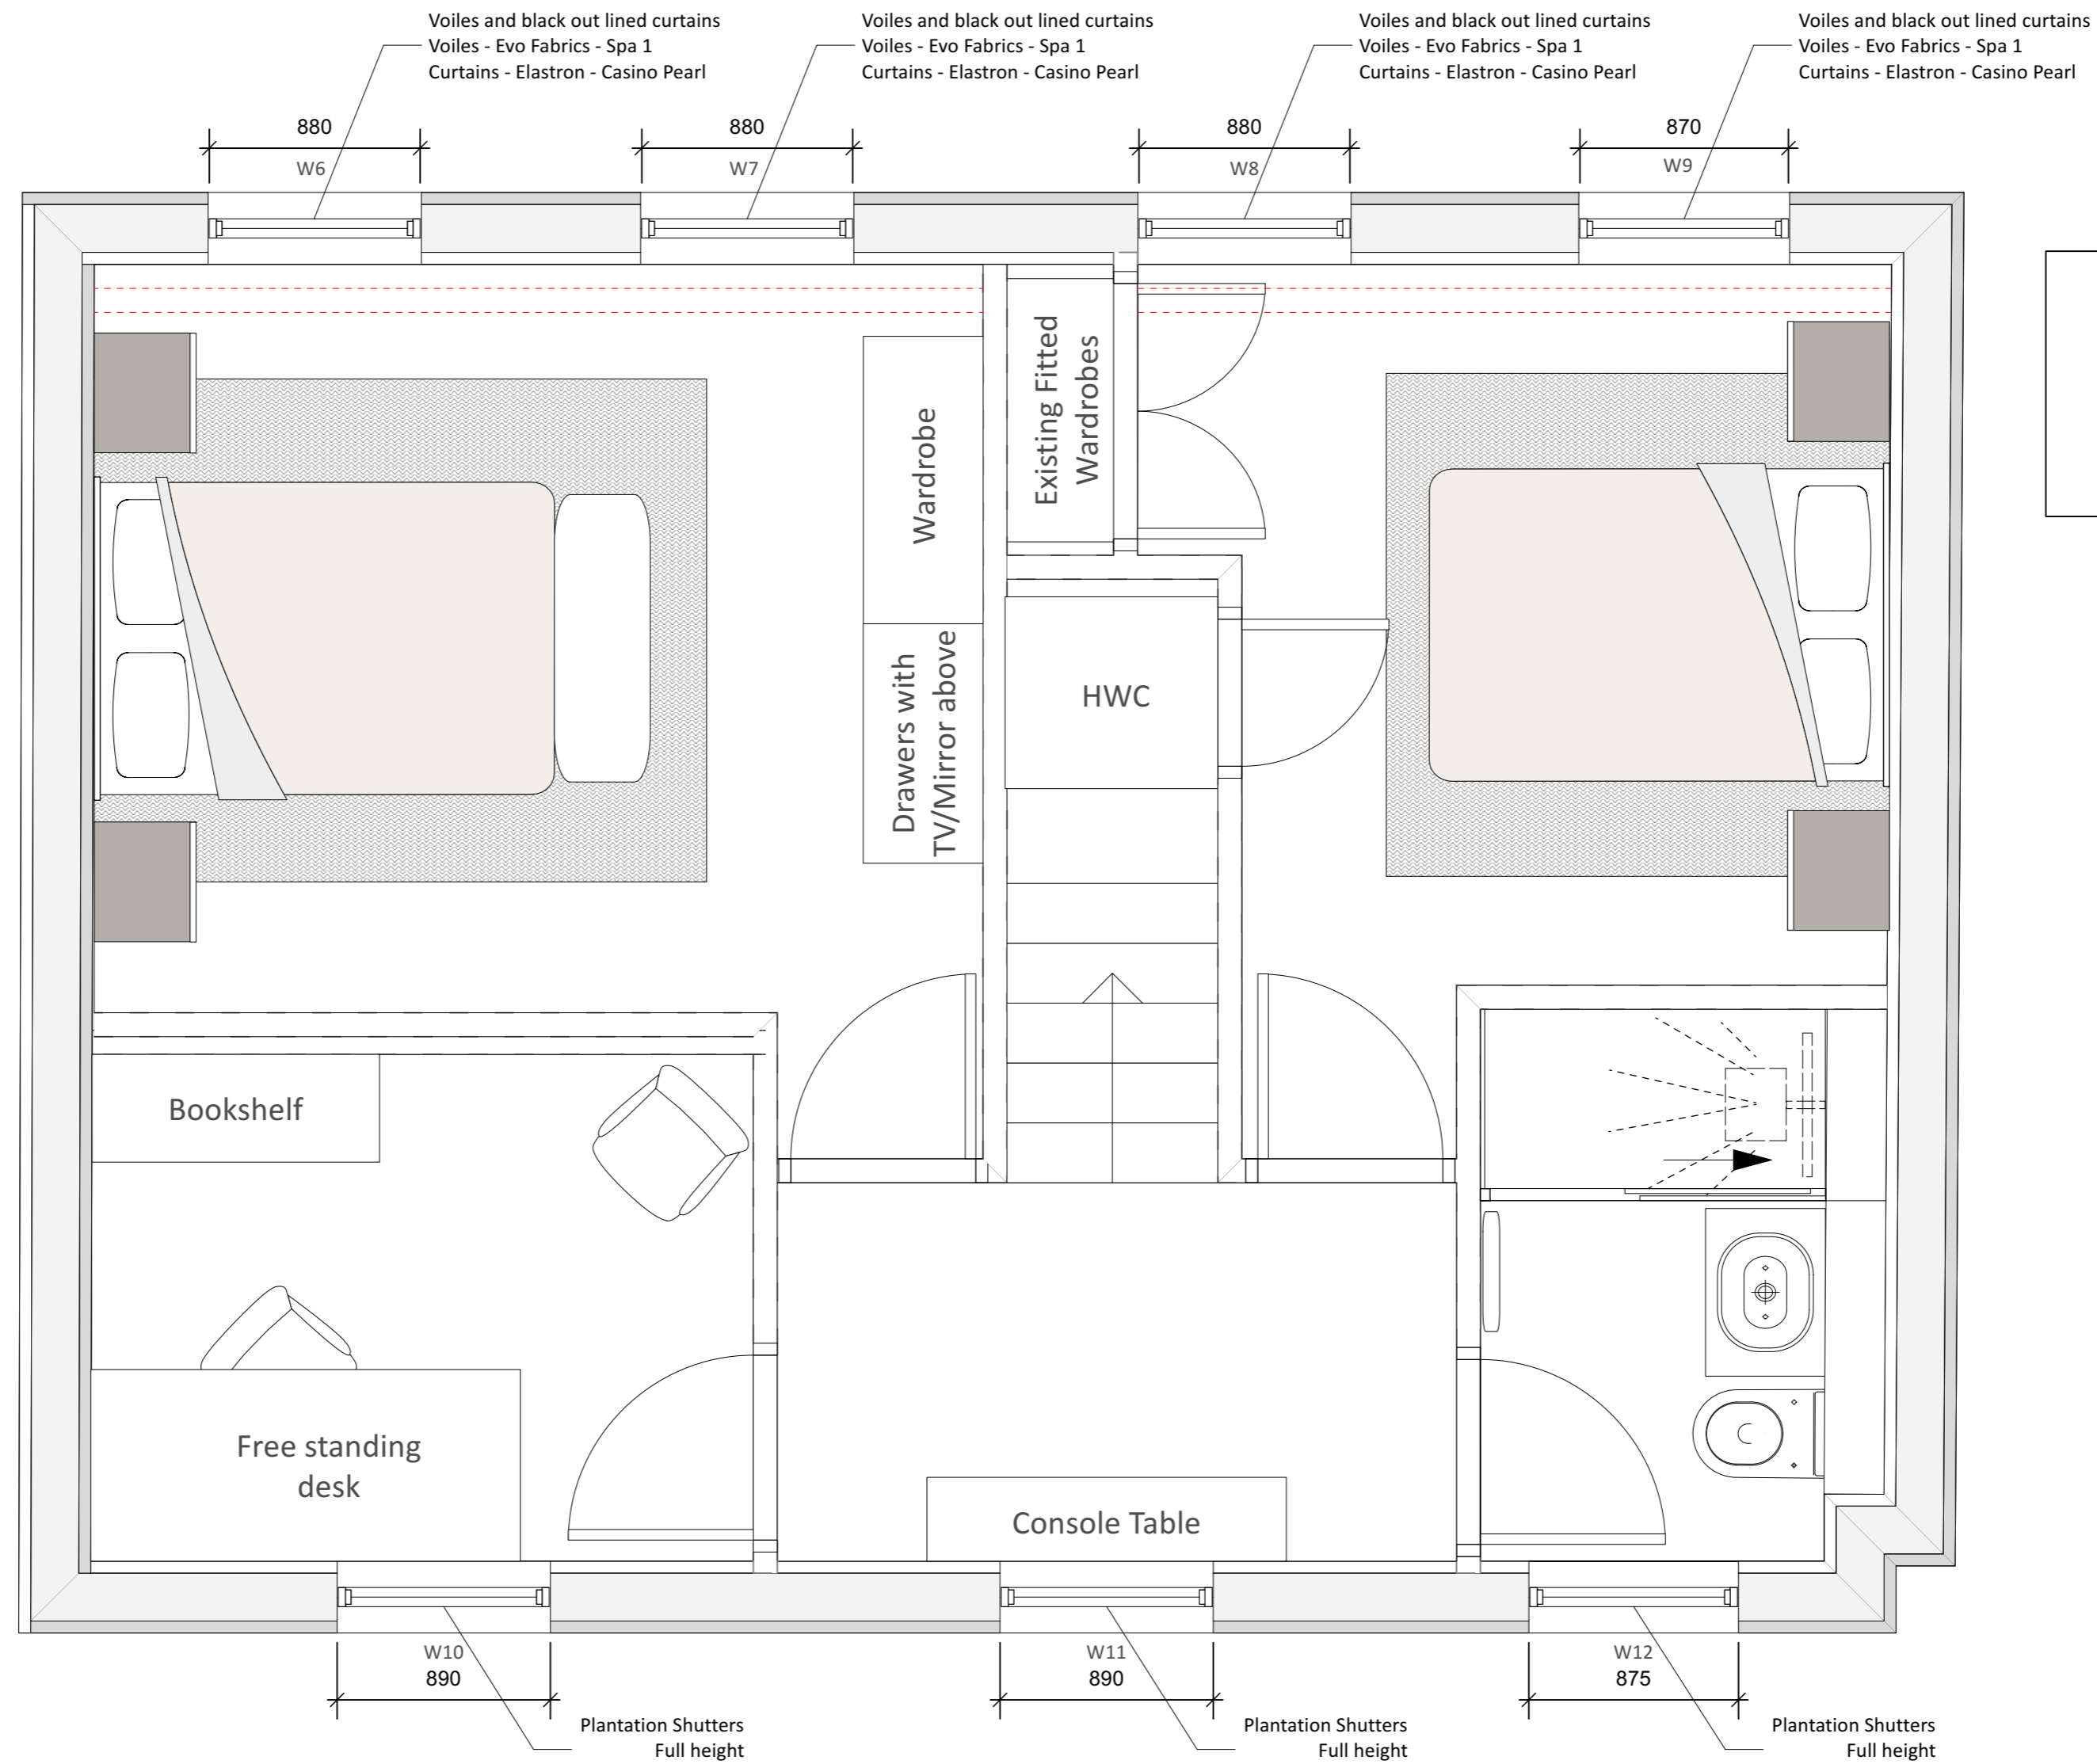 Voiles and black out lined curtains
Voiles - Evo Fabrics - Spa 1
Curtains - Elastron - Casino Pearl
Voiles and black out lined curtains
Voiles - Evo Fabrics - Spa 1
Curtains - Elastron - Casino Pearl
Voiles and black out lined curtains
Voiles - Evo Fabrics - Spa 1
Curtains - Elastron - Casino Pearl
Voiles and black out lined curtains
Voiles - Evo Fabrics - Spa 1
Curtains - Elastron - Casino Pearl
880
W6
880
W7
880
W8
870
W9
Wardrobe
Existing Fitted
Wardrobes
Drawers with
TV/Mirror above
HWC
Bookshelf
Free standing
desk
Console Table
W10
890
W11
890
W12
875
Plantation Shutters
Full height
Plantation Shutters
Full height
Plantation Shutters
Full height